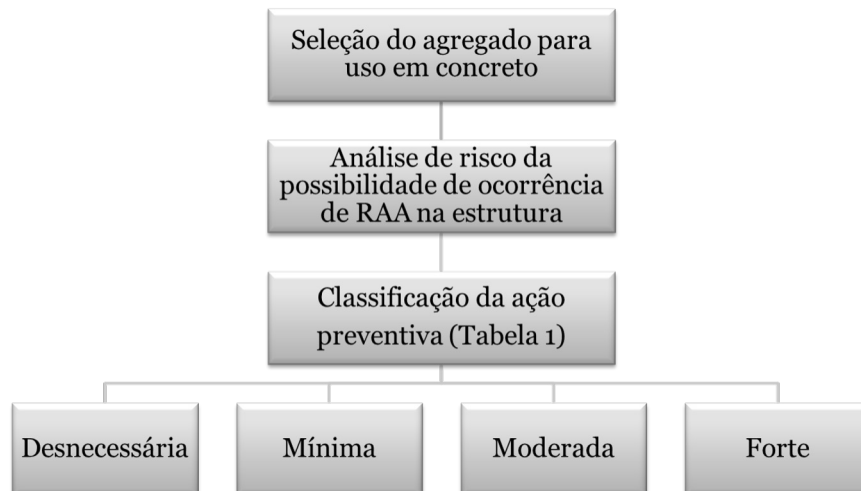 Seleção do agregado para
uso em concreto
Análise de risco da
possibilidade de ocorrência
de RAA na estrutura
Classificação da ação
preventiva (Tabela 1)
Desnecessária
Mínima
Moderada
Forte